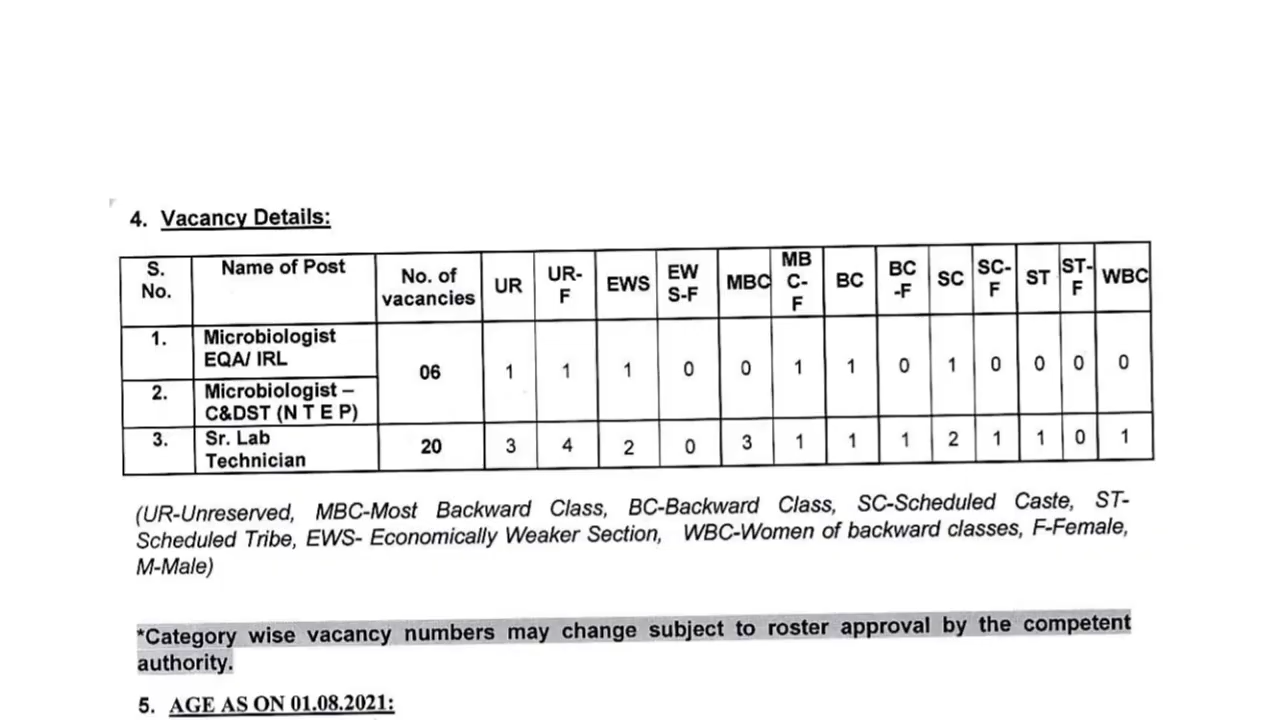 4. Vacancy Details:
S. No. Name of Post No. of vacancies UR UR-F EWS EW S-F MBC MB C-F BC BC -F SC SC-F ST ST-F WBC
1. Microbiologist EQA/ IRL 06 1 1 1 0 0 1 1 0 1 0 0 0 0
2. Microbiologist – C&DST (N T E P)
3. Sr. Lab Technician 20 3 4 2 0 3 1 1 1 2 1 1 0 1
(UR-Unreserved, MBC-Most Backward Class, BC-Backward Class, SC-Scheduled Caste, ST-
Scheduled Tribe, EWS- Economically Weaker Section, WBC-Women of backward classes, F-Female,
M-Male)
*Category wise vacancy numbers may change subject to roster approval by the competent
authority.
5. AGE AS ON 01.08.2021: